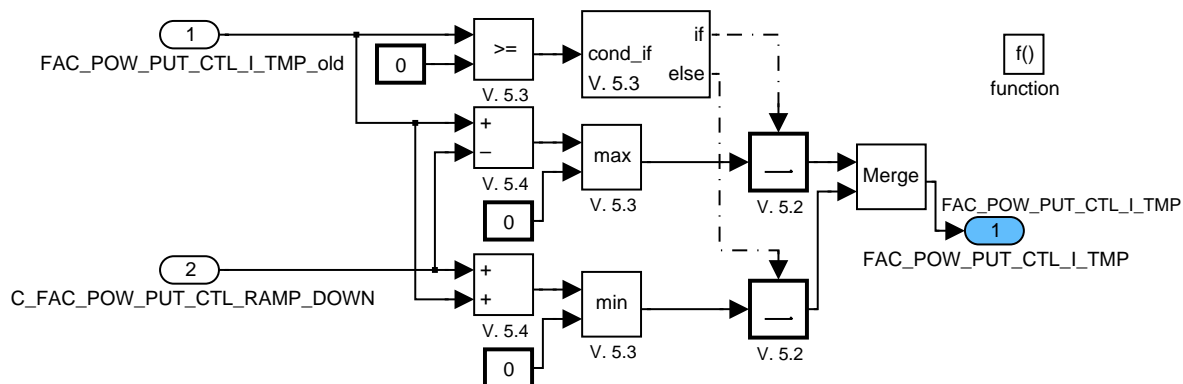 1
FAC_POW_PUT_CTL_I_TMP_old
0
>=
V. 5.3
cond_if
if
else
V. 5.3
f()
function
+
–
V. 5.4
0
max
V. 5.3
V. 5.2
Merge
FAC_POW_PUT_CTL_I_TMP
1
FAC_POW_PUT_CTL_I_TMP
2
C_FAC_POW_PUT_CTL_RAMP_DOWN
+
+
V. 5.4
0
min
V. 5.3
V. 5.2